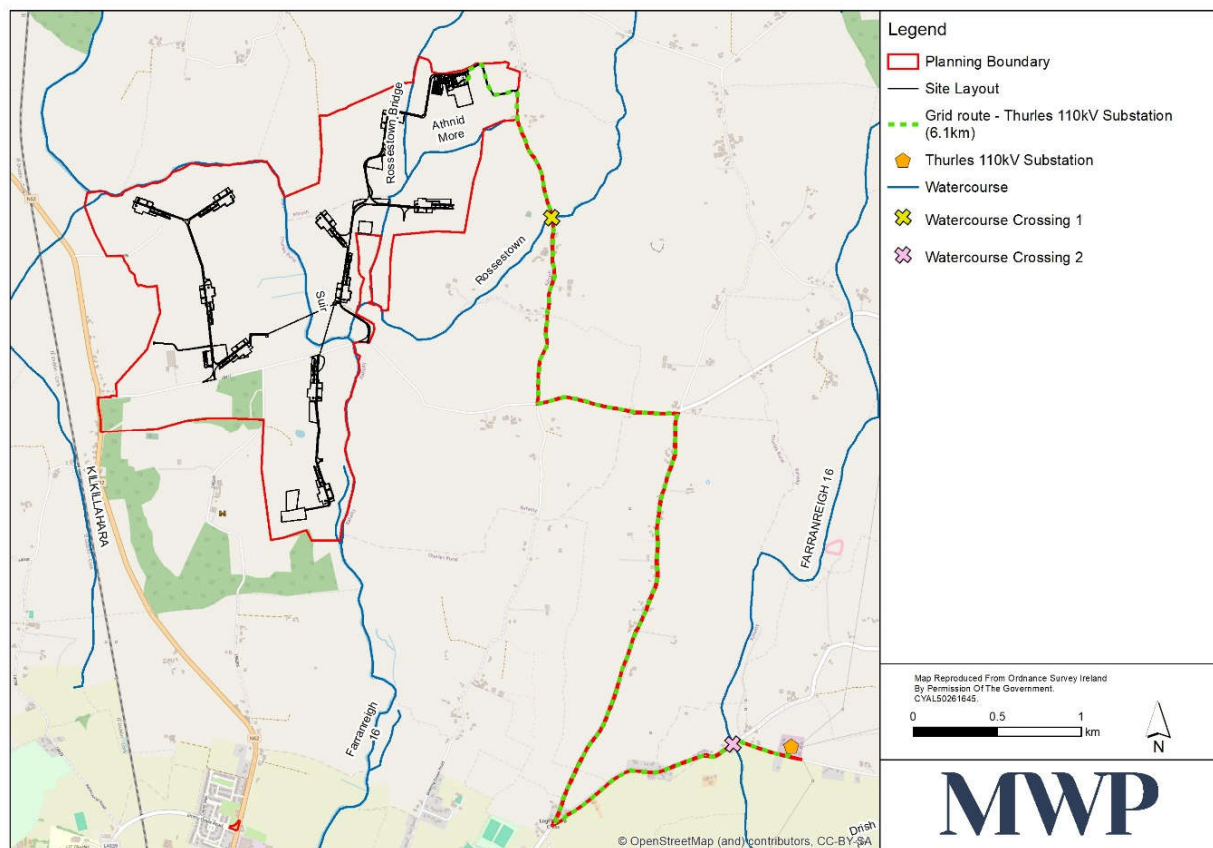 Legend
Planning Boundary
Site Layout
Grid route - Thurles 110kV Substation
(6.1km)
Thurles 110kV Substation
Watercourse
Watercourse Crossing 1
Watercourse Crossing 2
Map Reproduced From Ordnance Survey Ireland
By Permission Of The Government.
CYAL50261645.
0 0.5 1
km
N
MWP
Rossestown Bridge
Athnid
More
Rossestown
Suir
N62
KILKILLAHARA
FARRANREIGH 16
Farranreigh
16
N62
Drish
© OpenStreetMap (and) contributors, CC-BY-SA